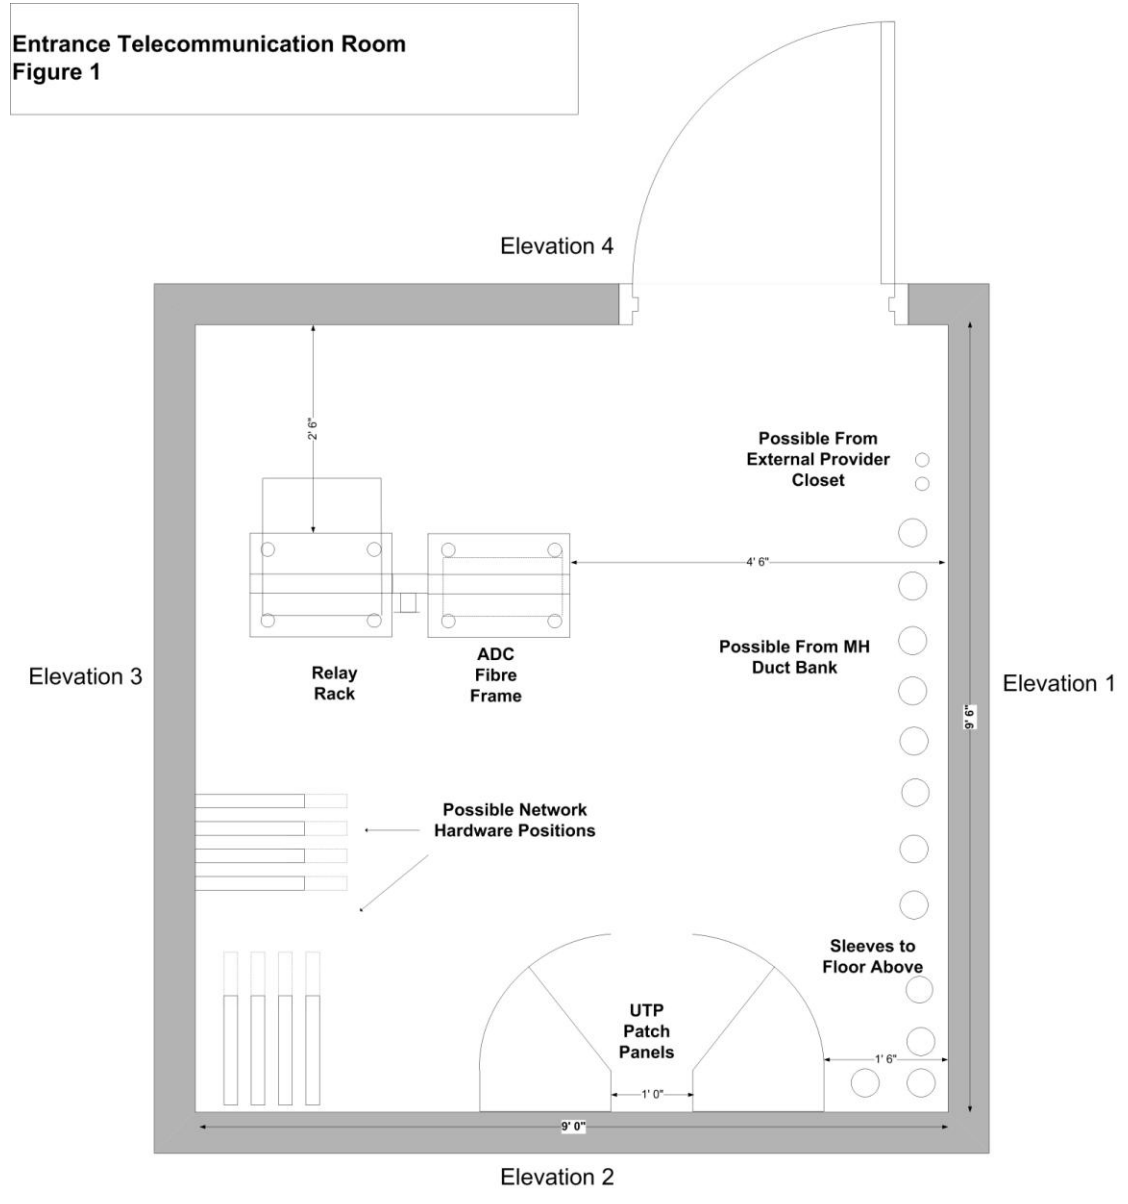 Entrance Telecommunication Room
Figure 1
Elevation 4
2' 6"
Possible From
External Provider
Closet
4' 6"
Possible From MH
Duct Bank
ADC
Fibre
Frame
Relay
Rack
Elevation 3
Elevation 1
9' 6"
Possible Network
Hardware Positions
Sleeves to
Floor Above
UTP
Patch
Panels
1' 6"
1' 0"
9' 0"
Elevation 2